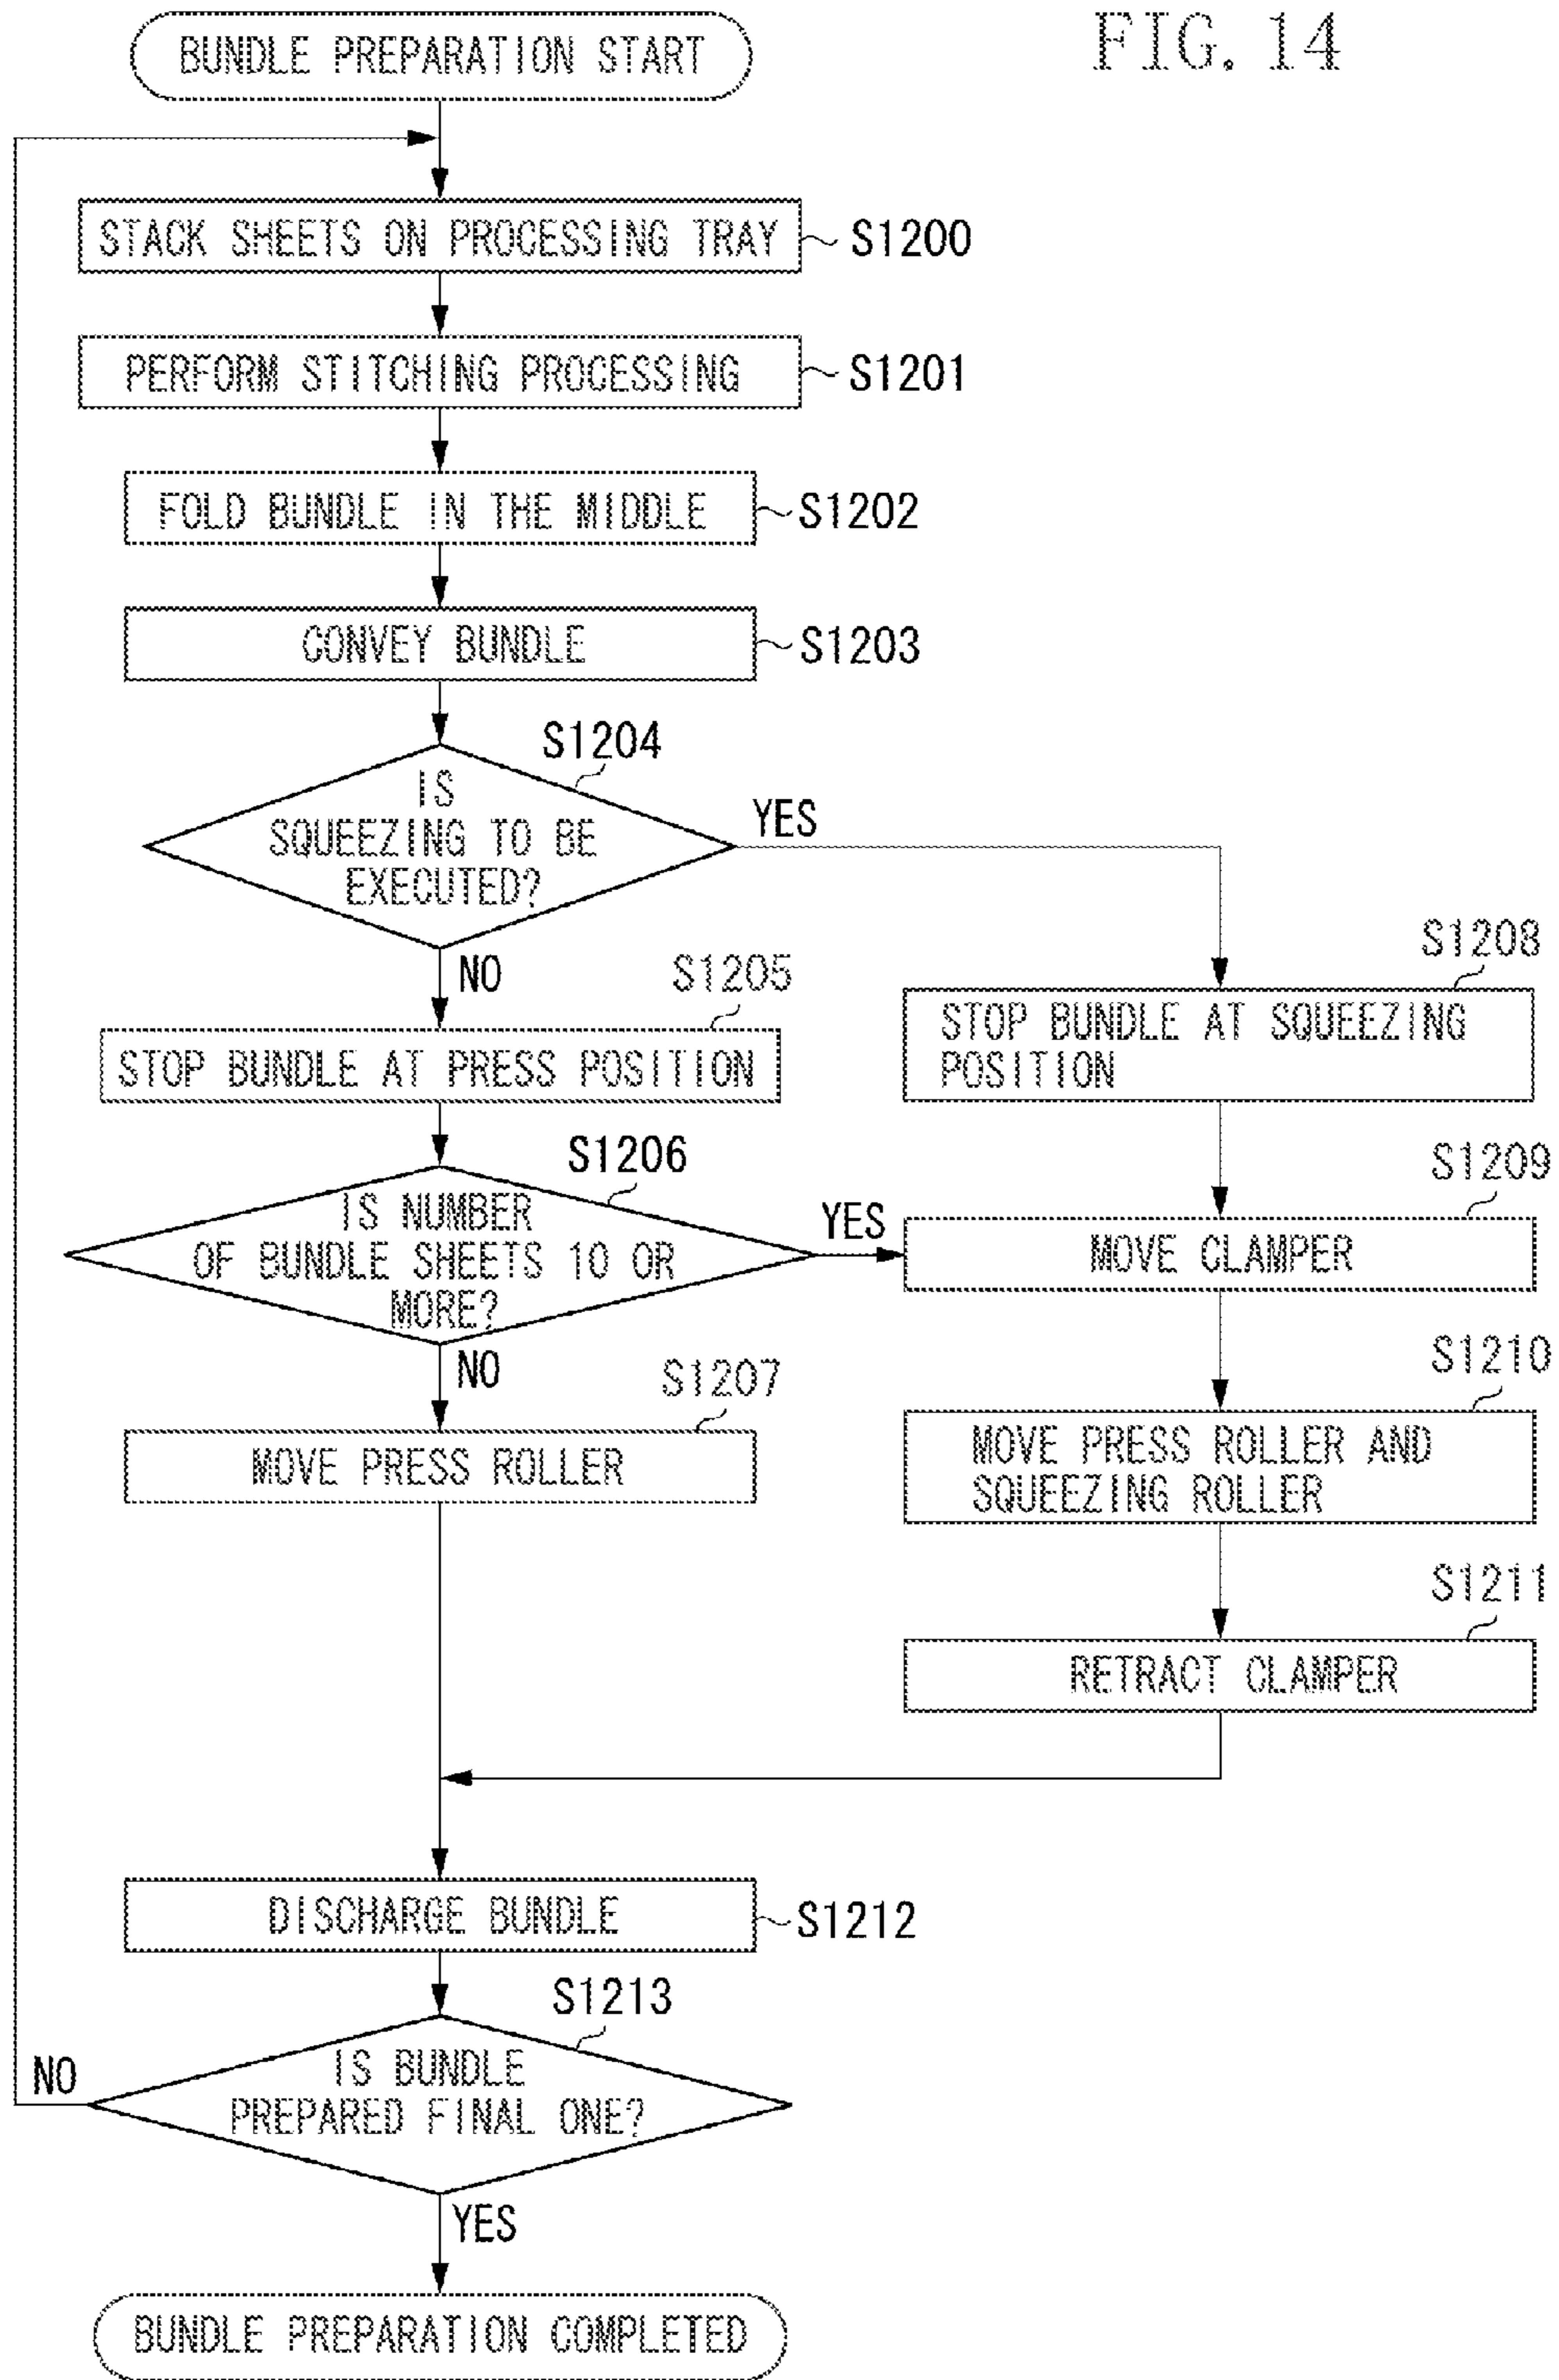 FIG. 14
BUNDLE PREPARATION START
STACK SHEETS ON PROCESSING TRAY
S1200
PERFORM STITCHING PROCESSING
S1201
FOLD BUNDLE IN THE MIDDLE
S1202
CONVEY BUNDLE
S1203
S1204
IS
SQUEEZING TO BE
EXECUTED?
YES
NO
S1205
STOP BUNDLE AT PRESS POSITION
S1208
STOP BUNDLE AT SQUEEZING
POSITION
S1206
IS NUMBER
OF BUNDLE SHEETS 10 OR
MORE?
YES
NO
S1209
MOVE CLAMPER
S1207
MOVE PRESS ROLLER
S1210
MOVE PRESS ROLLER AND
SQUEEZING ROLLER
S1211
RETRACT CLAMPER
DISCHARGE BUNDLE
S1212
S1213
IS BUNDLE
PREPARED FINAL ONE?
NO
YES
BUNDLE PREPARATION COMPLETED